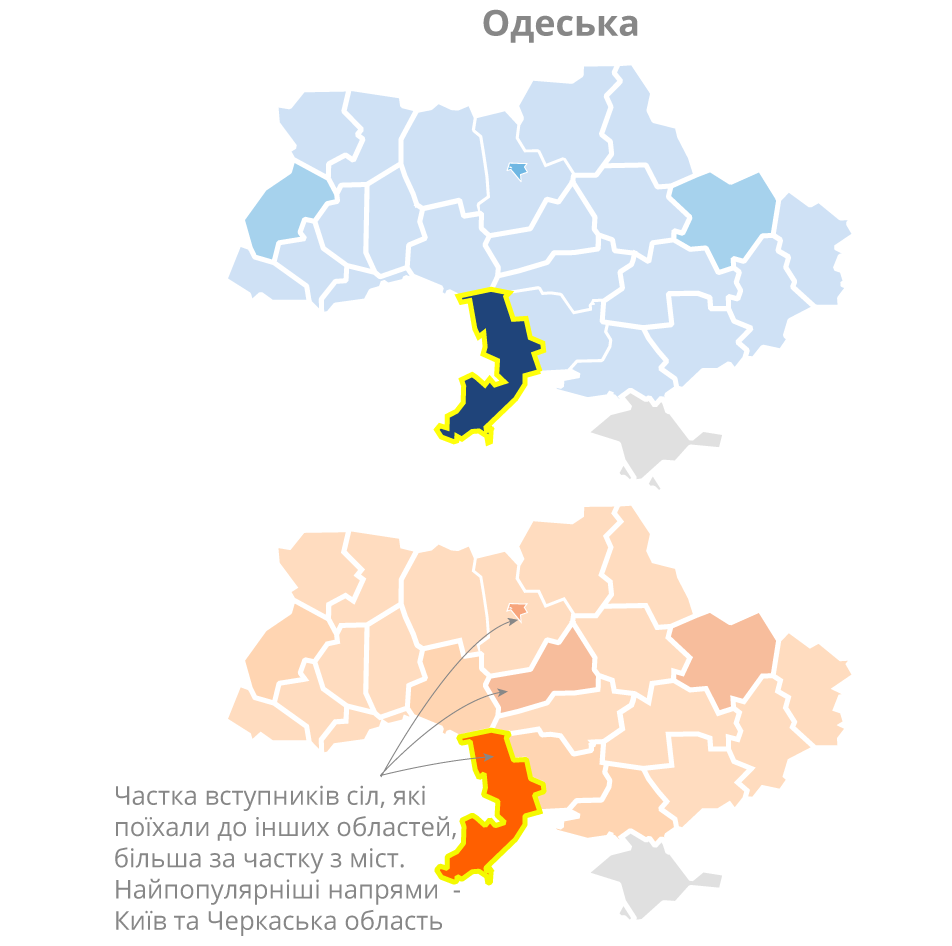 Одеська
Частка вступників сіл, які
поїхали до інших областей,
більша за частку з міст.
Найпопулярніші напрями -
Київ та Черкаська область